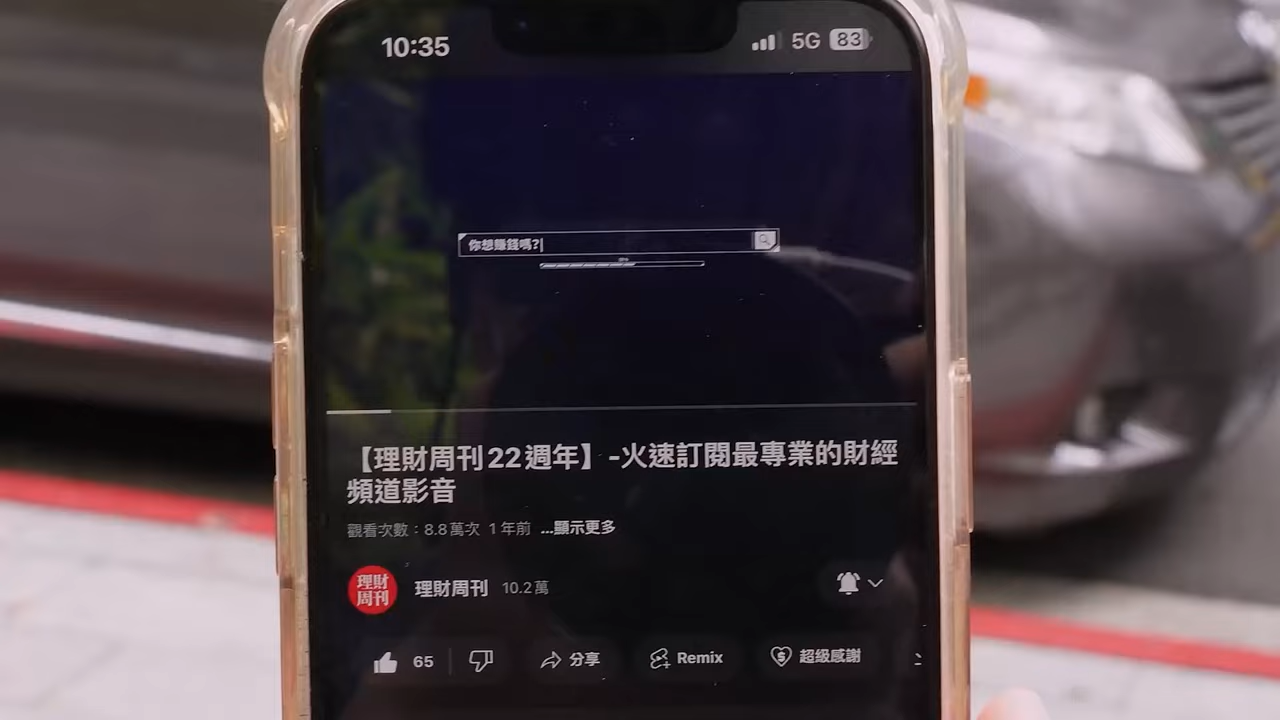 10:35
5G 83
你想賺錢嗎?
【理財周刊22週年】-火速訂閱最專業的財經
頻道影音
觀看次數：8.8萬次 1年前 ...顯示更多
理財
周刊
理財周刊 10.2萬
65 分享 Remix 超級感謝